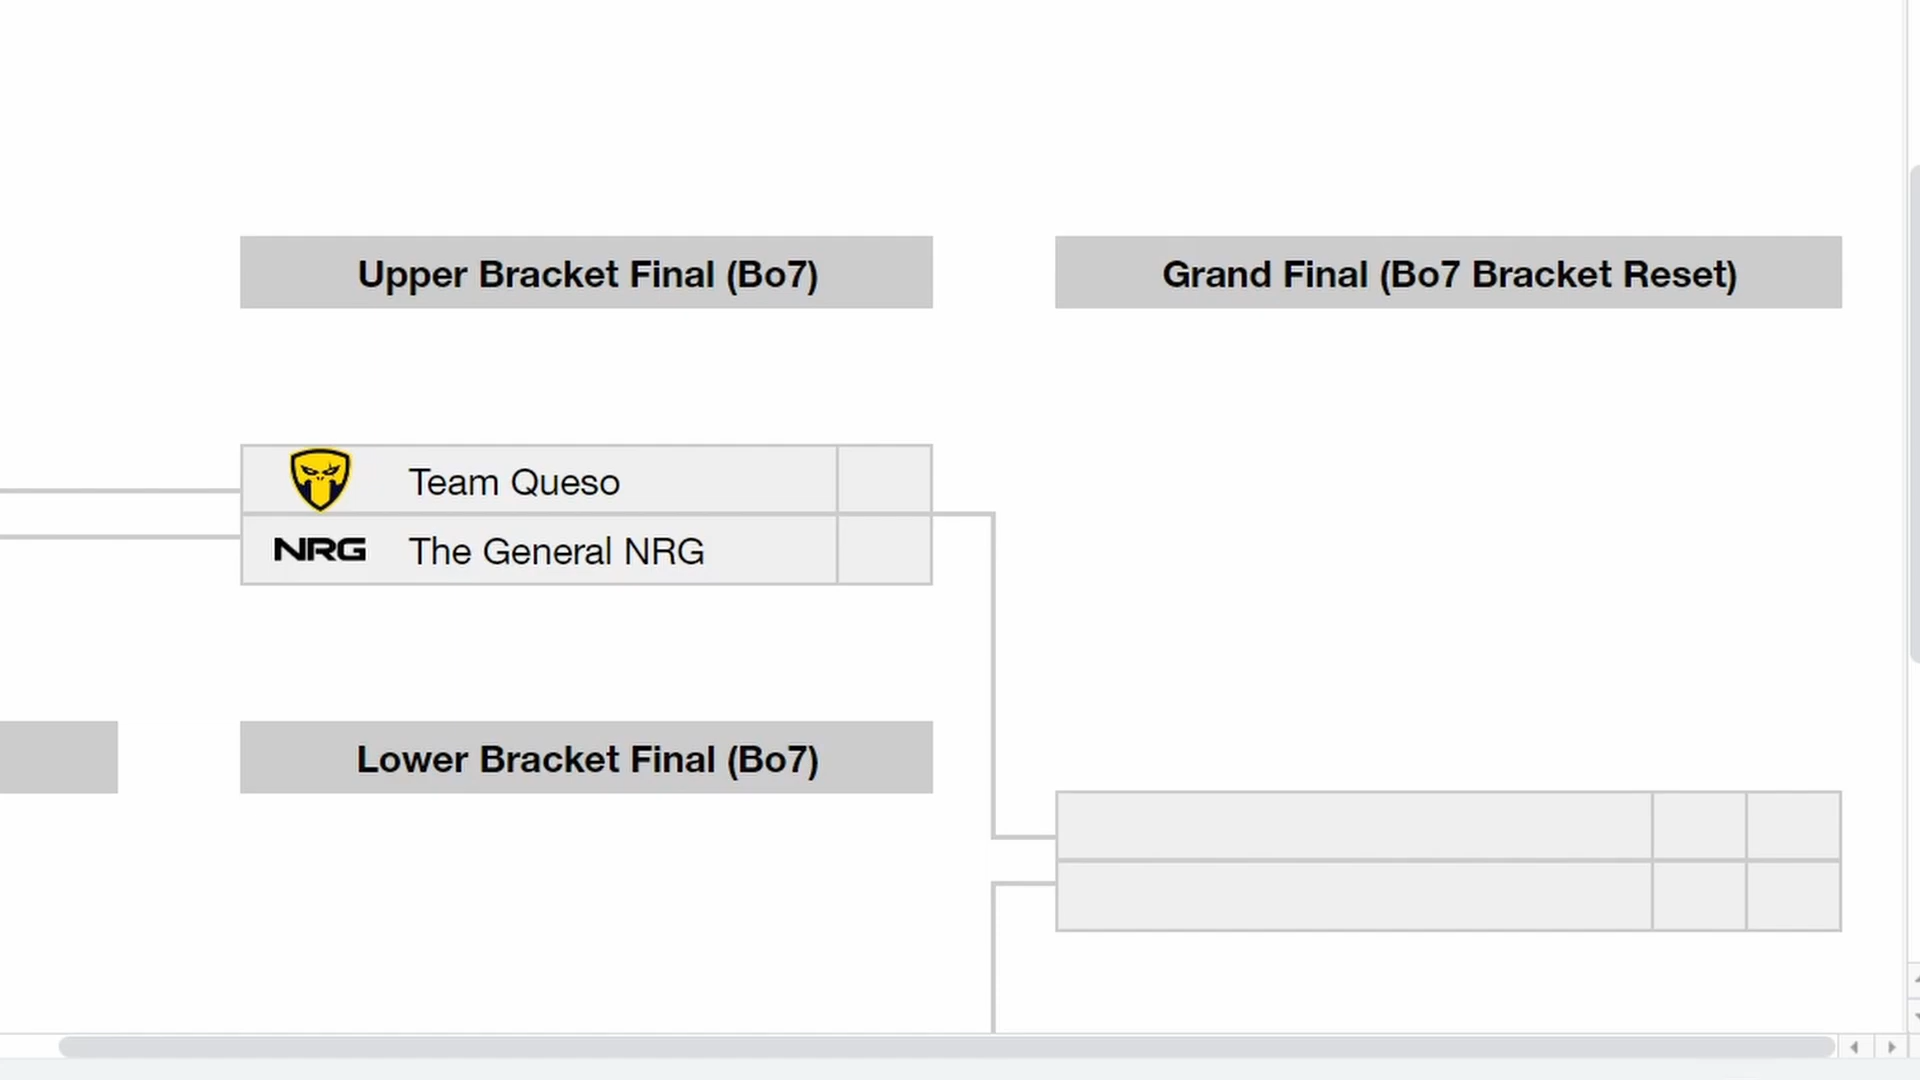 Upper Bracket Final (Bo7)
Grand Final (Bo7 Bracket Reset)
Team Queso
NRG The General NRG
Lower Bracket Final (Bo7)